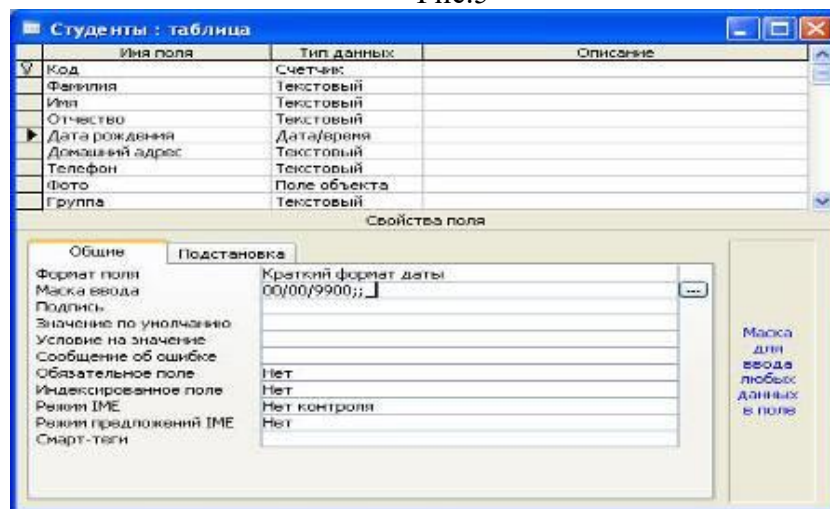 Рис.5
Студенты : таблица
Имя поля Тип данных Описание
Код Счетчик
Фамилия Текстовый
Имя Текстовый
Отчество Текстовый
Дата рождения Дата/время
Домашний адрес Текстовый
Телефон Текстовый
Фото Поле объекта
Группа Текстовый
Свойства поля
Общие Подстановка
Формат поля Краткий формат даты
Маска ввода 00/00/9900;;_ ...
Подпись
Значение по умолчанию
Условие на значение
Сообщение об ошибке
Обязательное поле Нет
Индексированное поле Нет
Режим IME Нет контроля
Режим предложений IME Нет
Смарт-теги
Маска
для
ввода
любых
данных
в поле